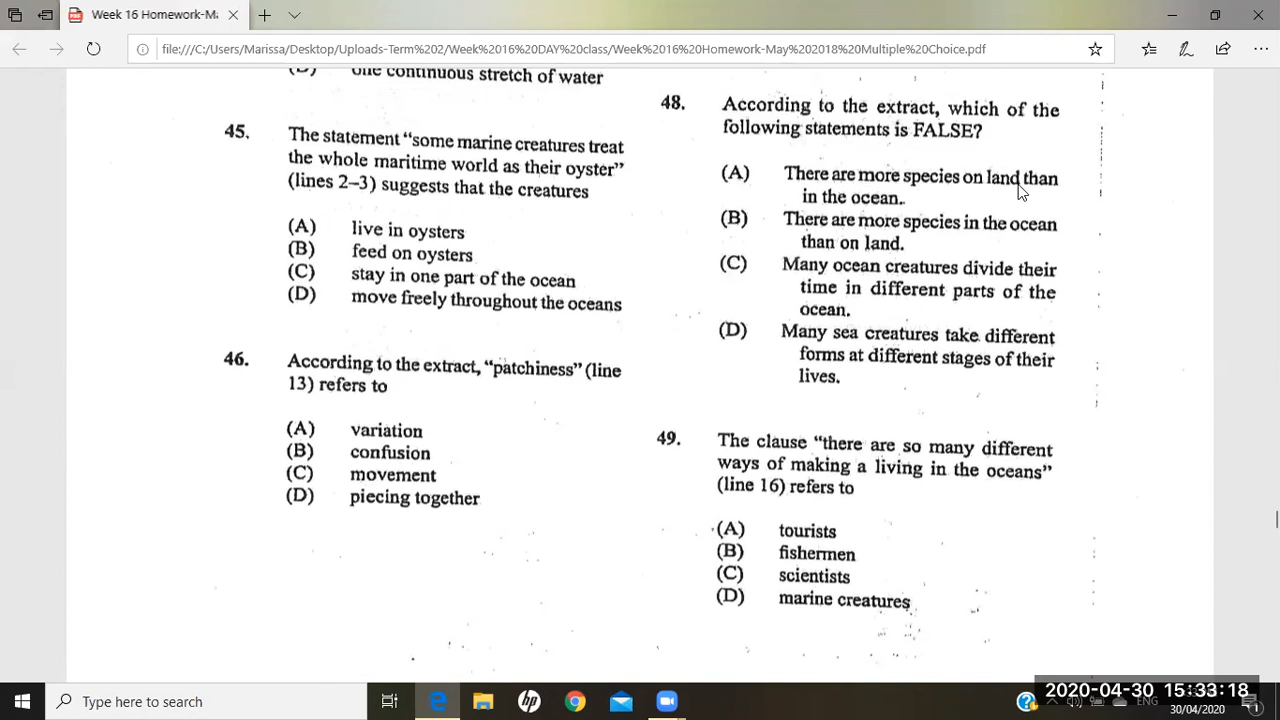 Week 16 Homework-Ma
file:///C:/Users/Marissa/Desktop/Uploads-Term%202/Week%2016%20DAY%20class/Week%2016%20Homework-May%202018%20Multiple%20Choice.pdf
(D) one continuous stretch of water
45. The statement “some marine creatures treat
the whole maritime world as their oyster”
(lines 2–3) suggests that the creatures
(A) live in oysters
(B) feed on oysters
(C) stay in one part of the ocean
(D) move freely throughout the oceans
46. According to the extract, “patchiness” (line
13) refers to
(A) variation
(B) confusion
(C) movement
(D) piecing together
48. According to the extract, which of the
following statements is FALSE?
(A) There are more species on land than
in the ocean.
(B) There are more species in the ocean
than on land.
(C) Many ocean creatures divide their
time in different parts of the
ocean.
(D) Many sea creatures take different
forms at different stages of their
lives.
49. The clause “there are so many different
ways of making a living in the oceans”
(line 16) refers to
(A) tourists
(B) fishermen
(C) scientists
(D) marine creatures
Type here to search
hp
ENG
2020-04-30 15:33:18
30/04/2020